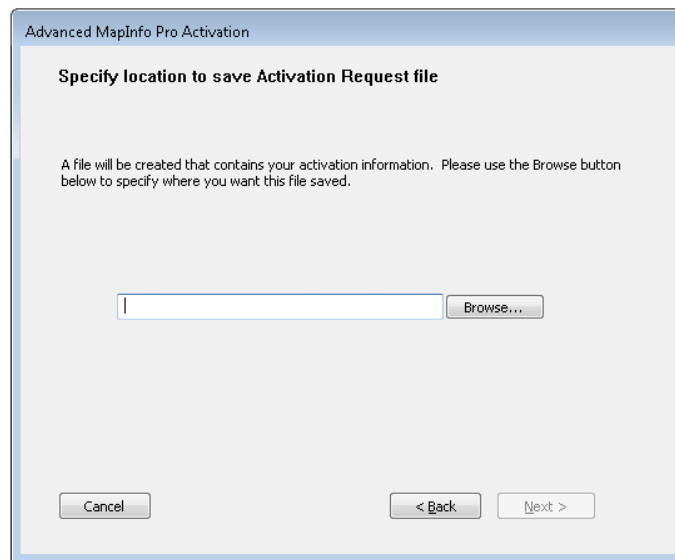 Advanced MapInfo Pro Activation
Specify location to save Activation Request file
A file will be created that contains your activation information.  Please use the Browse button
below to specify where you want this file saved.
Browse...
Cancel
< Back
Next >